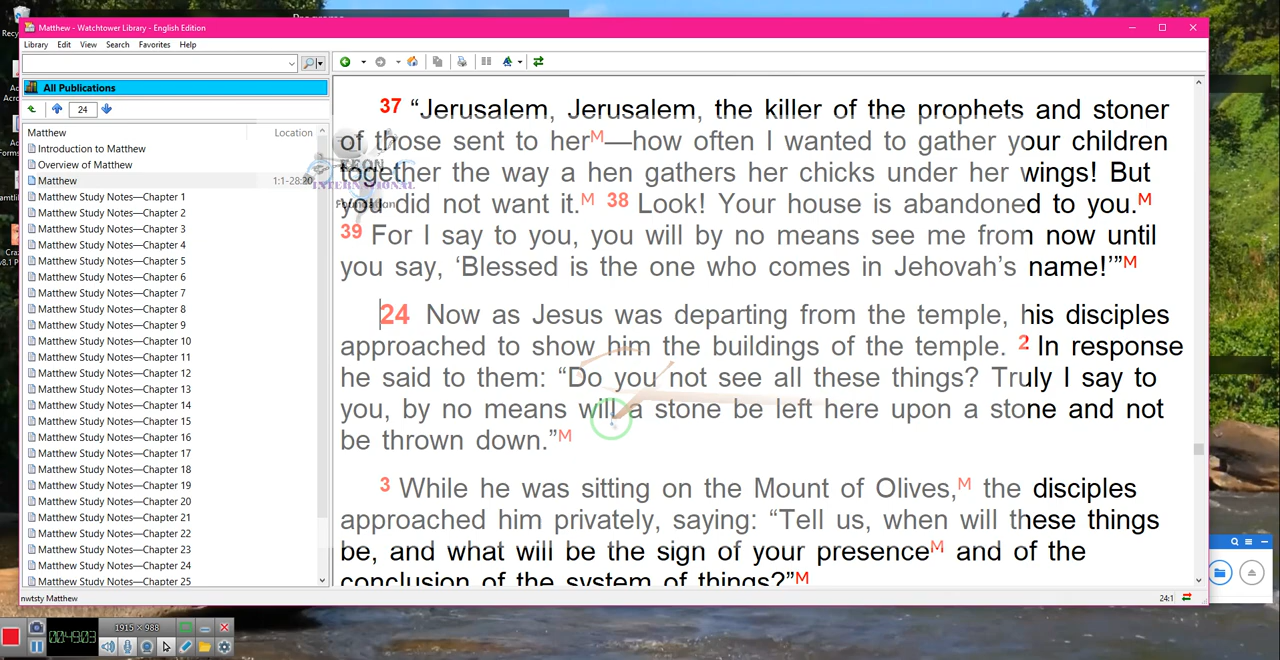 Matthew - Watchtower Library - English Edition
Library Edit View Search Favorites Help
All Publications
24
Matthew Location
Introduction to Matthew
Overview of Matthew
Matthew 1:1-28:20
Matthew Study Notes—Chapter 1
Matthew Study Notes—Chapter 2
Matthew Study Notes—Chapter 3
Matthew Study Notes—Chapter 4
Matthew Study Notes—Chapter 5
Matthew Study Notes—Chapter 6
Matthew Study Notes—Chapter 7
Matthew Study Notes—Chapter 8
Matthew Study Notes—Chapter 9
Matthew Study Notes—Chapter 10
Matthew Study Notes—Chapter 11
Matthew Study Notes—Chapter 12
Matthew Study Notes—Chapter 13
Matthew Study Notes—Chapter 14
Matthew Study Notes—Chapter 15
Matthew Study Notes—Chapter 16
Matthew Study Notes—Chapter 17
Matthew Study Notes—Chapter 18
Matthew Study Notes—Chapter 19
Matthew Study Notes—Chapter 20
Matthew Study Notes—Chapter 21
Matthew Study Notes—Chapter 22
Matthew Study Notes—Chapter 23
Matthew Study Notes—Chapter 24
Matthew Study Notes—Chapter 25
37 “Jerusalem, Jerusalem, the killer of the prophets and stoner
of those sent to herM—how often I wanted to gather your children
together the way a hen gathers her chicks under her wings! But
you did not want it.M 38 Look! Your house is abandoned to you.M
39 For I say to you, you will by no means see me from now until
you say, ‘Blessed is the one who comes in Jehovah’s name!’”M
24 Now as Jesus was departing from the temple, his disciples
approached to show him the buildings of the temple. 2 In response
he said to them: “Do you not see all these things? Truly I say to
you, by no means will a stone be left here upon a stone and not
be thrown down.”M
3 While he was sitting on the Mount of Olives,M the disciples
approached him privately, saying: “Tell us, when will these things
be, and what will be the sign of your presenceM and of the
conclusion of the system of things?”M
INTERNATIONAL
Foundation
nwtsty Matthew
24:1
1915 × 988
004903